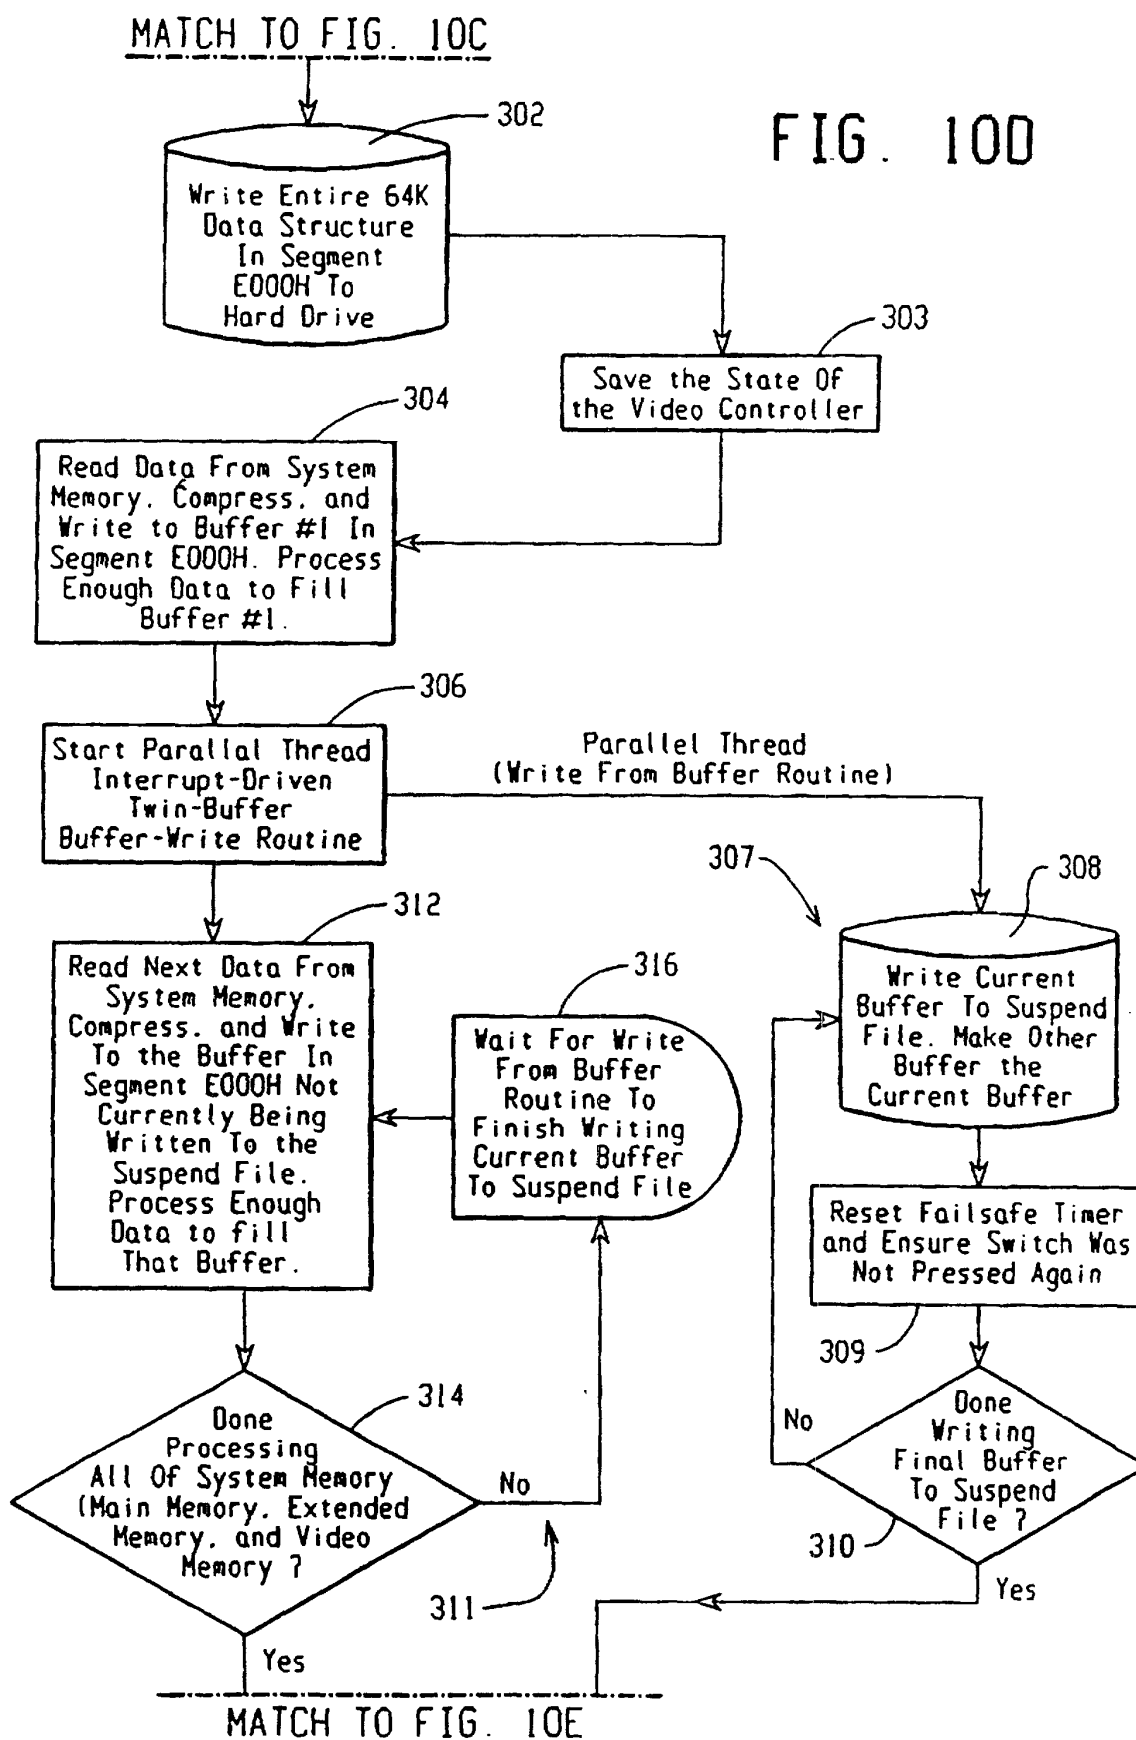 MATCH TO FIG. 10C
FIG. 10D
302
Write Entire 64K
Data Structure
In Segment
E000H To
Hard Drive
303
Save the State Of
the Video Controller
304
Read Data From System
Memory, Compress, and
Write to Buffer #1 In
Segment E000H. Process
Enough Data to Fill
Buffer #1.
306
Start Parallal Thread
Interrupt-Driven
Twin-Buffer
Buffer-Write Routine
Parallel Thread
(Write From Buffer Routine)
307
308
Write Current
Buffer To Suspend
File. Make Other
Buffer the
Current Buffer
312
Read Next Data From
System Memory,
Compress, and Write
To the Buffer In
Segment E000H Not
Currently Being
Written To the
Suspend File.
Process Enough
Data to fill
That Buffer.
316
Wait For Write
From Buffer
Routine To
Finish Writing
Current Buffer
To Suspend File
Reset Failsafe Timer
and Ensure Switch Was
Not Pressed Again
309
314
Done
Processing
All Of System Memory
(Main Memory, Extended
Memory, and Video
Memory ?
No
311
No
Done
Writing
Final Buffer
To Suspend
File ?
310
Yes
Yes
MATCH TO FIG. 10E